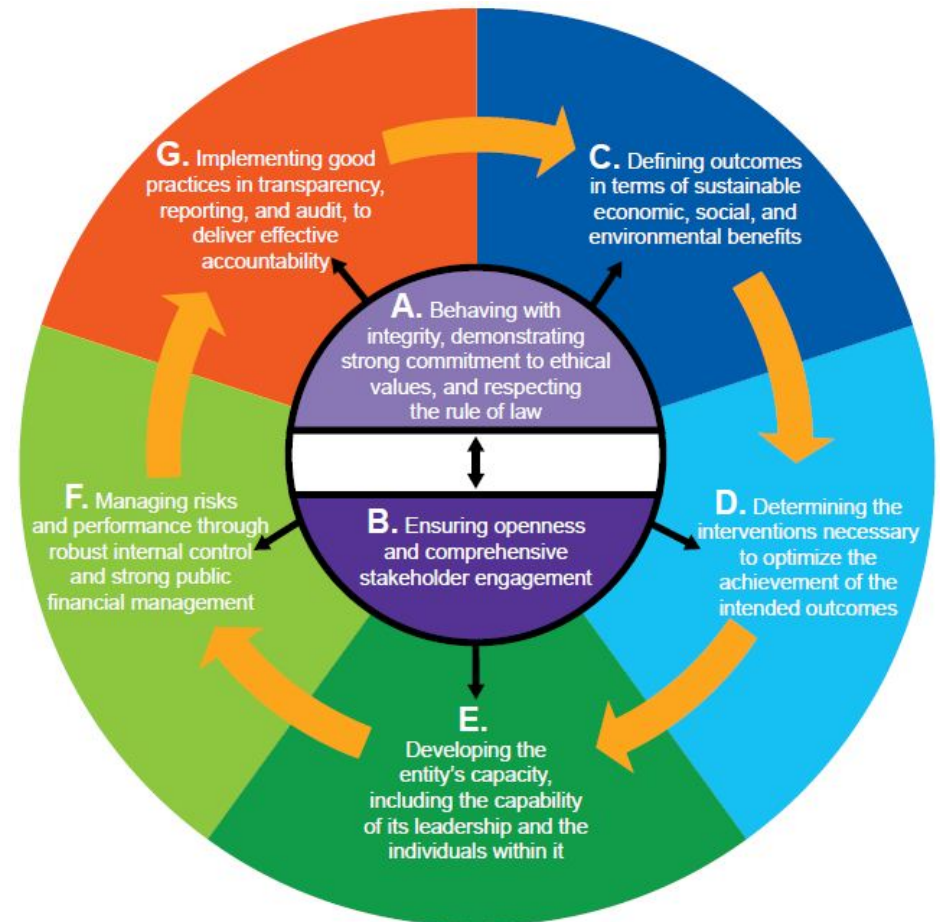 A. Behaving with
integrity, demonstrating
strong commitment to ethical
values, and respecting
the rule of law
B. Ensuring openness
and comprehensive
stakeholder engagement
C. Defining outcomes
in terms of sustainable
economic, social, and
environmental benefits
D. Determining the
interventions necessary
to optimize the
achievement of the
intended outcomes
E.
Developing the
entity's capacity,
including the capability
of its leadership and the
individuals within it
F. Managing risks
and performance through
robust internal control
and strong public
financial management
G. Implementing good
practices in transparency,
reporting, and audit, to
deliver effective
accountability